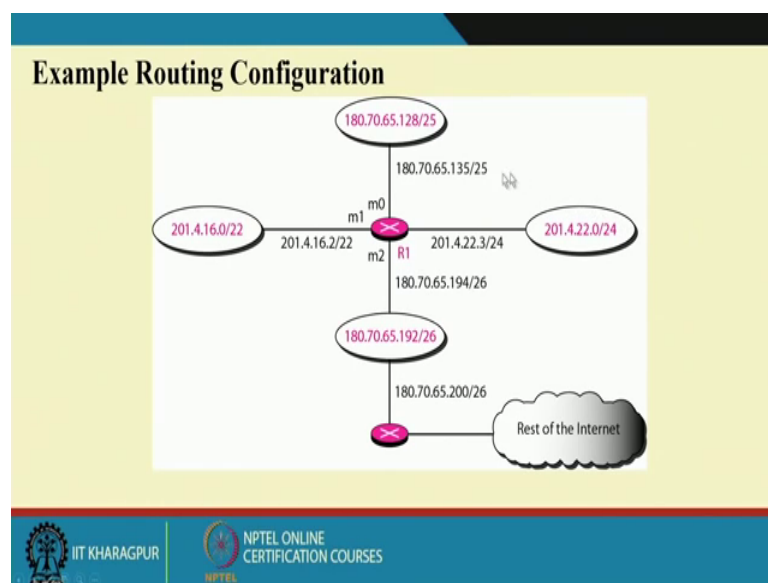 Example Routing Configuration
180.70.65.128/25
180.70.65.135/25
m0
m1
201.4.16.0/22
201.4.22.0/24
201.4.16.2/22
201.4.22.3/24
m2
R1
180.70.65.194/26
180.70.65.192/26
180.70.65.200/26
Rest of the Internet
IIT KHARAGPUR
NPTEL ONLINE
CERTIFICATION COURSES
NPTEL